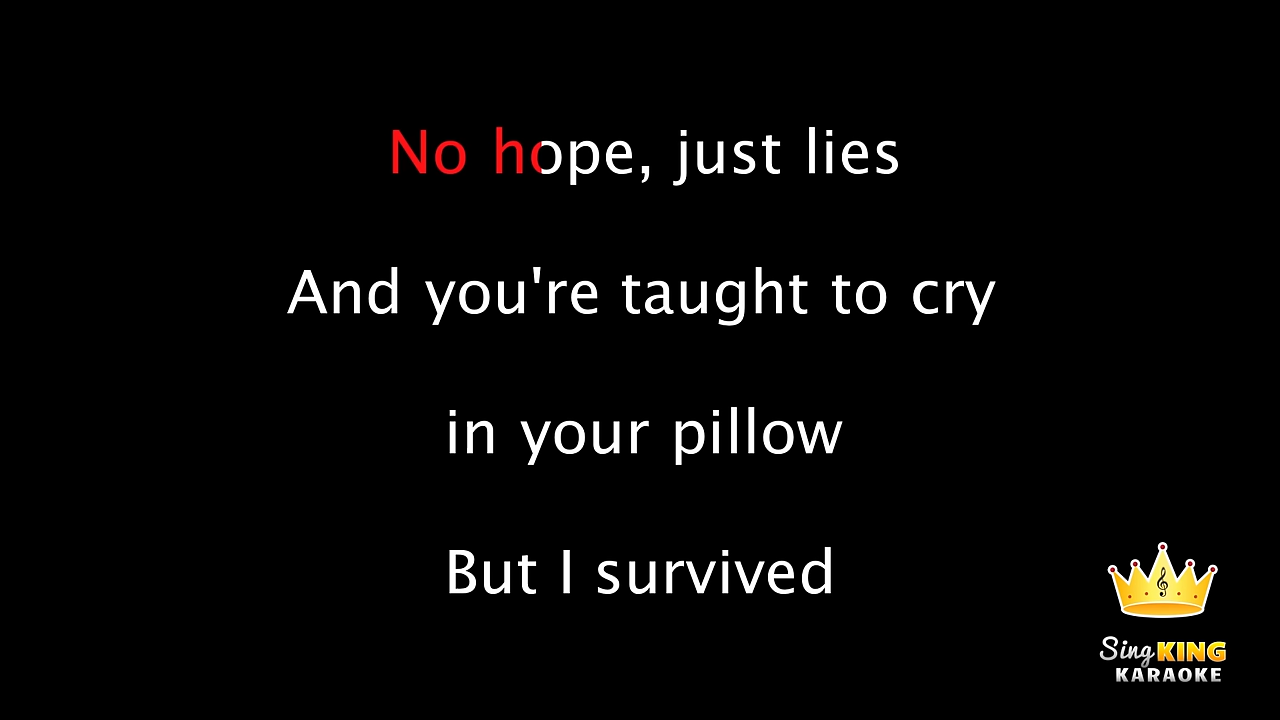 No hope, just lies
And you're taught to cry
in your pillow
But I survived
Sing KING
KARAOKE